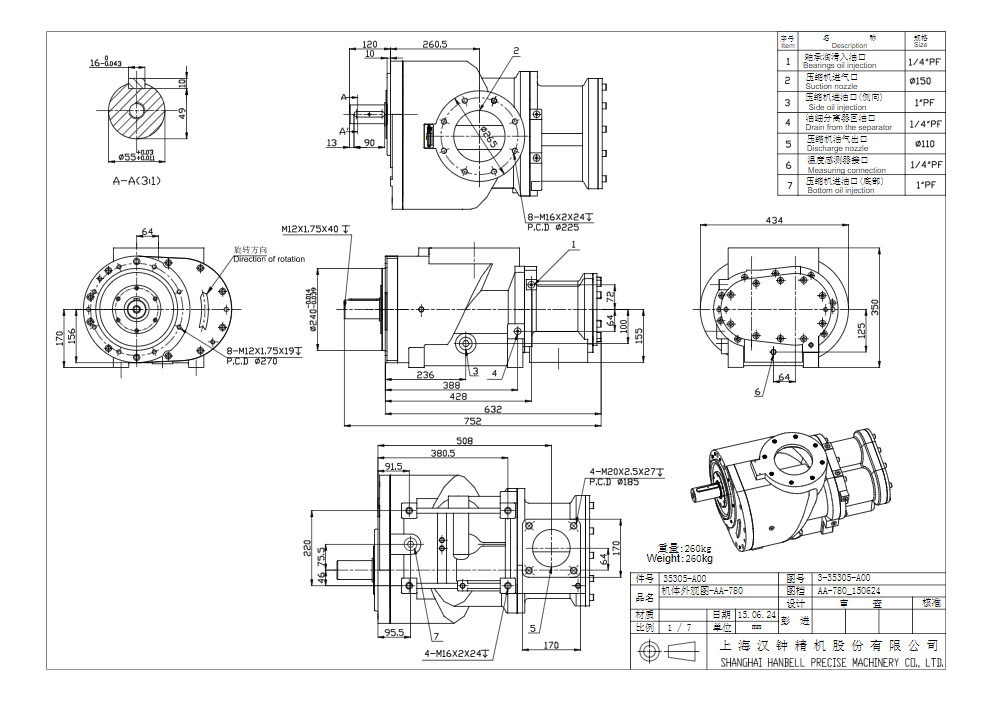 序号 名 称 规格
Item Description Size
1 轴承润滑入油口 1/4"PF
Bearings oil injection
2 压缩机进气口 Ø150
Suction nozzle
3 压缩机进油口(侧向) 1"PF
Side oil injection
4 油细分离器回油口 1/4"PF
Drain from the separator
5 压缩机油气出口 Ø110
Discharge nozzle
6 温度感测器接口 1/4"PF
Measuring connection
7 压缩机进油口(底部) 1"PF
Bottom oil injection
16-0.043
0
10
49
Ø55+0.03
+0.011
A-A(3:1)
120
260.5
10
2
A
A
13
90
Ø265
8-M16X2X24
P.C.D Ø225
64
旋转方向
Direction of rotation
170
156
8-M12X1.75X19
P.C.D Ø270
M12X1.75X40
1
Ø240-0.014
-0.039
72
64
100
155
236
3
4
388
428
632
752
434
350
125
64
6
508
380.5
91.5
4-M20X2.5X27
P.C.D Ø185
220
75.5
46
170
64
95.5
7
5
170
4-M16X2X24
重量:260kg
Weight:260kg
件号 35305-A00 图号 3-35305-A00
品名 机体外观图-AA-780 图档 AA-780_150624
设计 审 查 核准
材质 日期 15.06.24 彭 进
比例 1 / 7 单位 mm
上海汉钟精机股份有限公司
SHANGHAI HANBELL PRECISE MACHINERY CO., LTD.